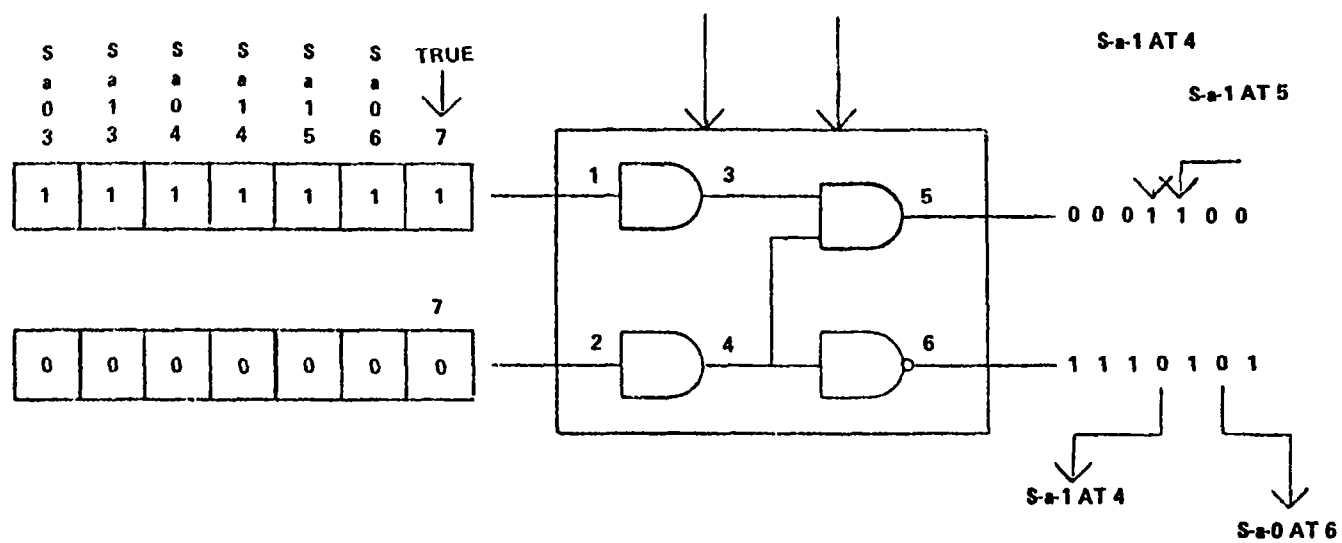 S S S S S S TRUE
a a a a a a
0 1 0 1 1 0
3 3 4 4 5 6 7
1 1 1 1 1 1 1
7
0 0 0 0 0 0 0
1 3 5
2 4 6
S-a-1 AT 4
S-a-1 AT 5
0 0 0 1 1 0 0
1 1 1 0 1 0 1
S-a-1 AT 4
S-a-0 AT 6